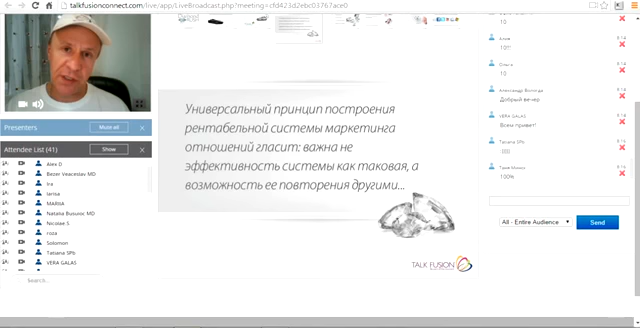 talkfusionconnect.com/live/app/LiveBroadcast.php?meeting=cfd423d2ebc03767ace0
Presenters
Mute all
Attendee List (41)
Show
Alex D
Bezer Veaceslav MD
Ira
larisa
MARISA
Natalia Busuioc MD
Nicolae S
roza
Solomon
Tatiana SPb
VERA GALAS
Search...
Универсальный принцип построения
рентабельной системы маркетинга
отношений гласит: важна не
эффективность системы как таковая, а
возможность ее повторения другими...
TALK FUSION
10
10!!!
Ольга
10
Добрый вечер
VERA GALAS
Всем привет!
Tatiana SPb
100%
All - Entire Audience
Send